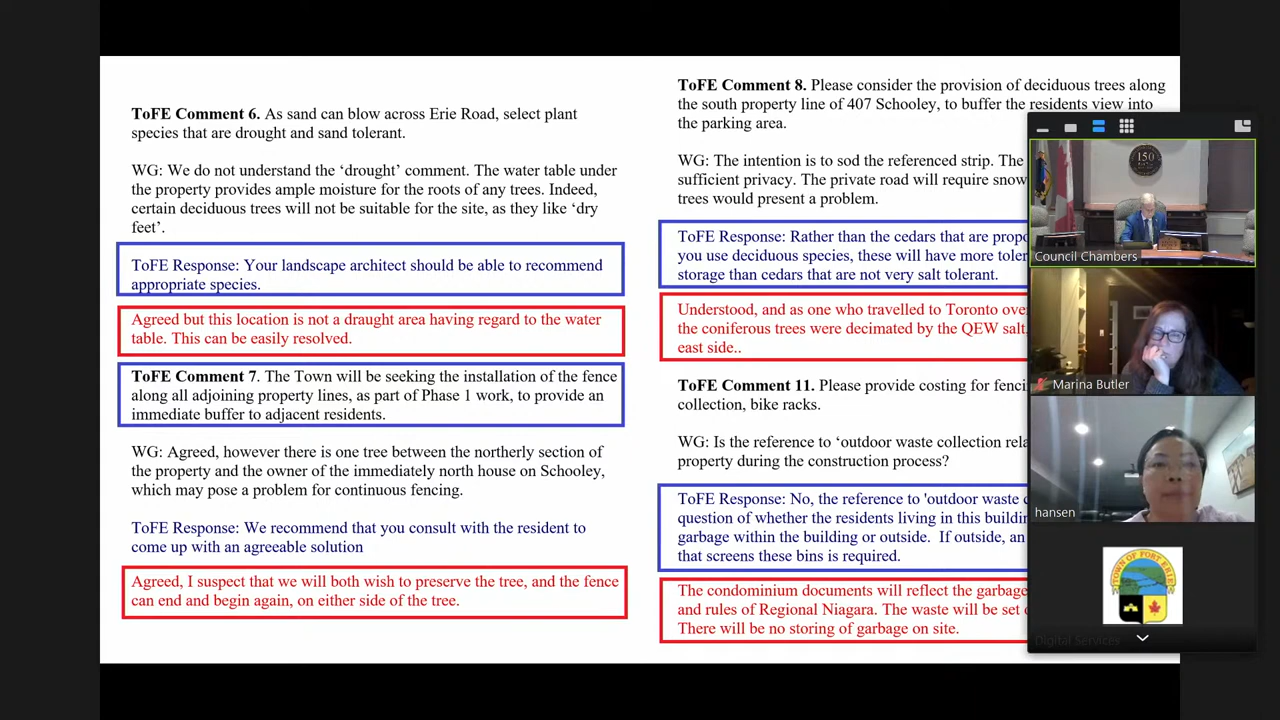 ToFE Comment 6. As sand can blow across Erie Road, select plant
species that are drought and sand tolerant.
WG: We do not understand the ‘drought’ comment. The water table under
the property provides ample moisture for the roots of any trees. Indeed,
certain deciduous trees will not be suitable for the site, as they like ‘dry
feet’.
ToFE Response: Your landscape architect should be able to recommend
appropriate species.
Agreed but this location is not a draught area having regard to the water
table. This can be easily resolved.
ToFE Comment 7. The Town will be seeking the installation of the fence
along all adjoining property lines, as part of Phase 1 work, to provide an
immediate buffer to adjacent residents.
WG: Agreed, however there is one tree between the northerly section of
the property and the owner of the immediately north house on Schooley,
which may pose a problem for continuous fencing.
ToFE Response: We recommend that you consult with the resident to
come up with an agreeable solution
Agreed, I suspect that we will both wish to preserve the tree, and the fence
can end and begin again, on either side of the tree.
ToFE Comment 8. Please consider the provision of deciduous trees along
the south property line of 407 Schooley, to buffer the residents view into
the parking area.
WG: The intention is to sod the referenced strip. The
sufficient privacy. The private road will require snow
trees would present a problem.
ToFE Response: Rather than the cedars that are propo
you use deciduous species, these will have more toler
storage than cedars that are not very salt tolerant.
Understood, and as one who travelled to Toronto ove
the coniferous trees were decimated by the QEW salt
east side..
ToFE Comment 11. Please provide costing for fenci
collection, bike racks.
WG: Is the reference to ‘outdoor waste collection rela
property during the construction process?
ToFE Response: No, the reference to 'outdoor waste c
question of whether the residents living in this buildin
garbage within the building or outside. If outside, an
that screens these bins is required.
The condominium documents will reflect the garbage
and rules of Regional Niagara. The waste will be set o
There will be no storing of garbage on site.
150
Council Chambers
Marina Butler
hansen
TOWN OF FORT ERIE
Digital Services